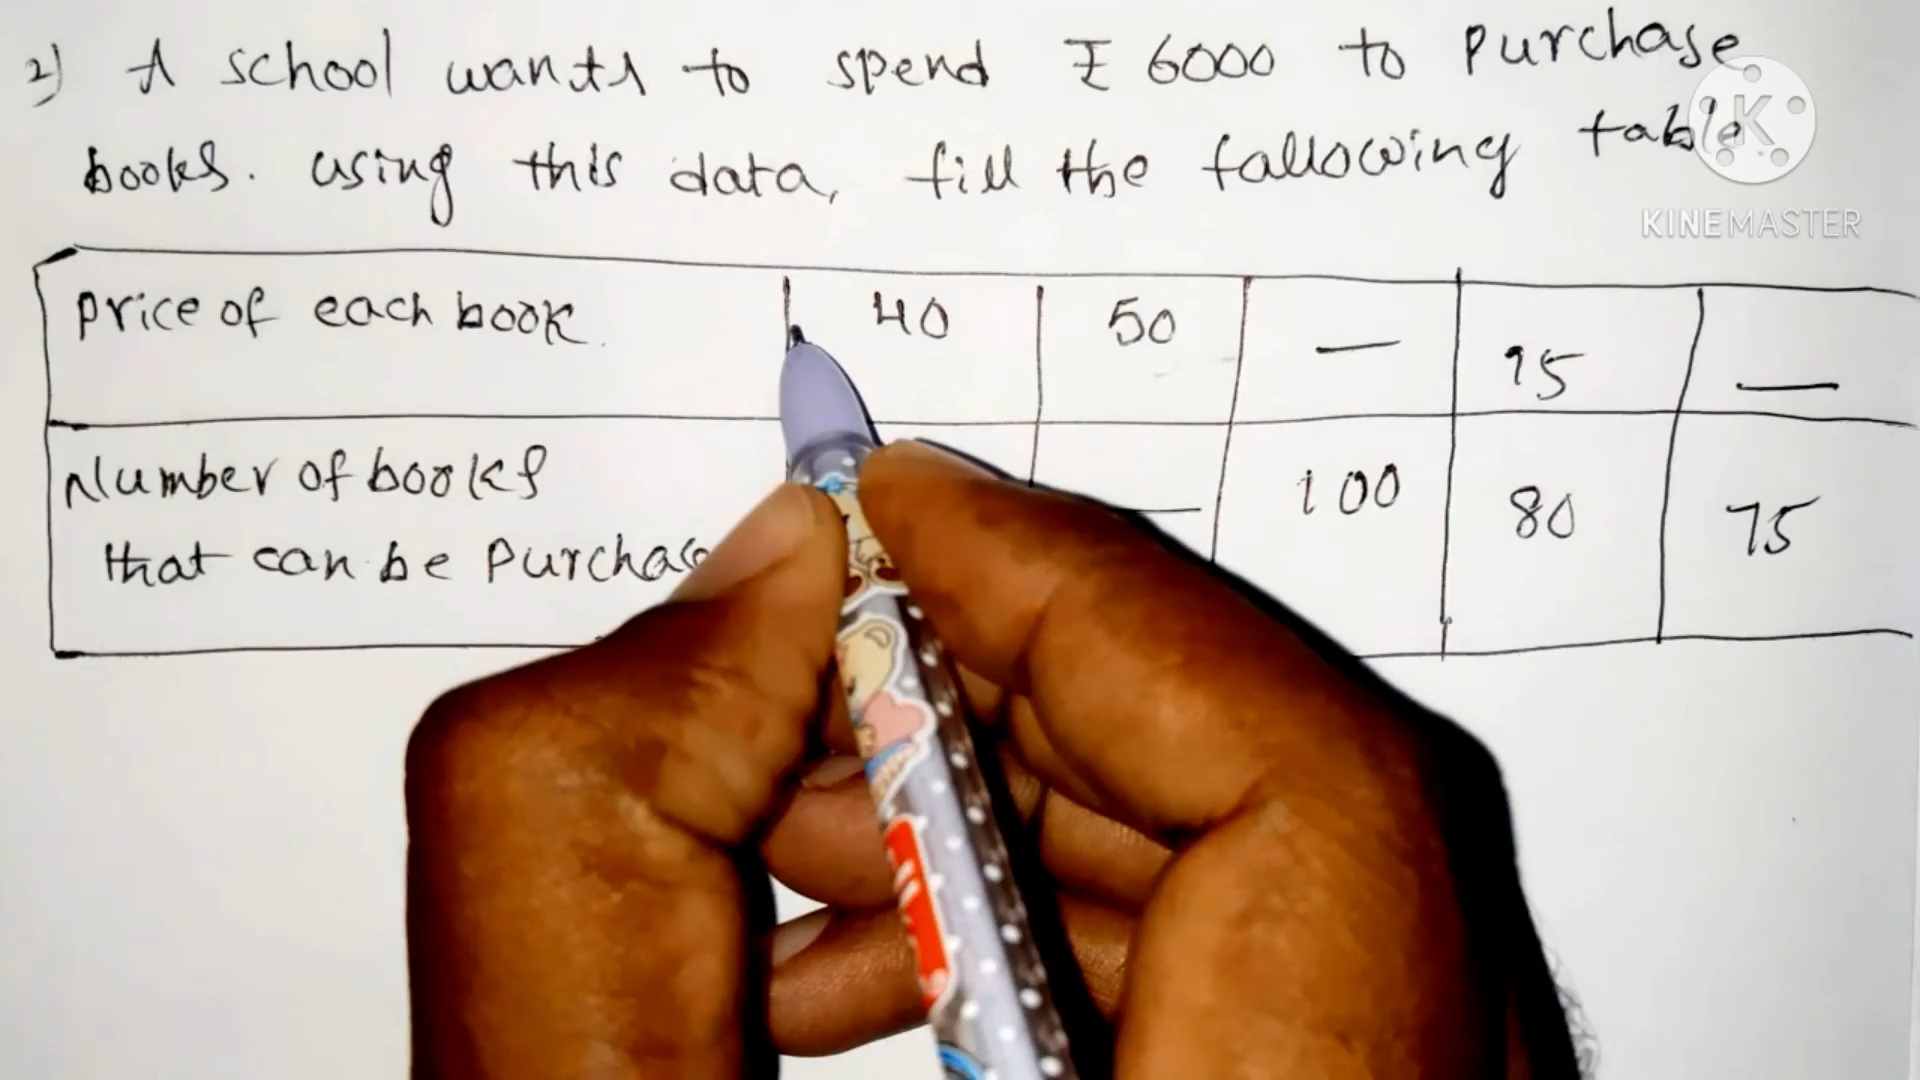 2) A school wants to spend ₹ 6000 to purchase
books. using this data, fill the following table.
K
KINEMASTER
price of each book. 40 50 — 75 —
Number of books — 100 80 75
that can be purchase